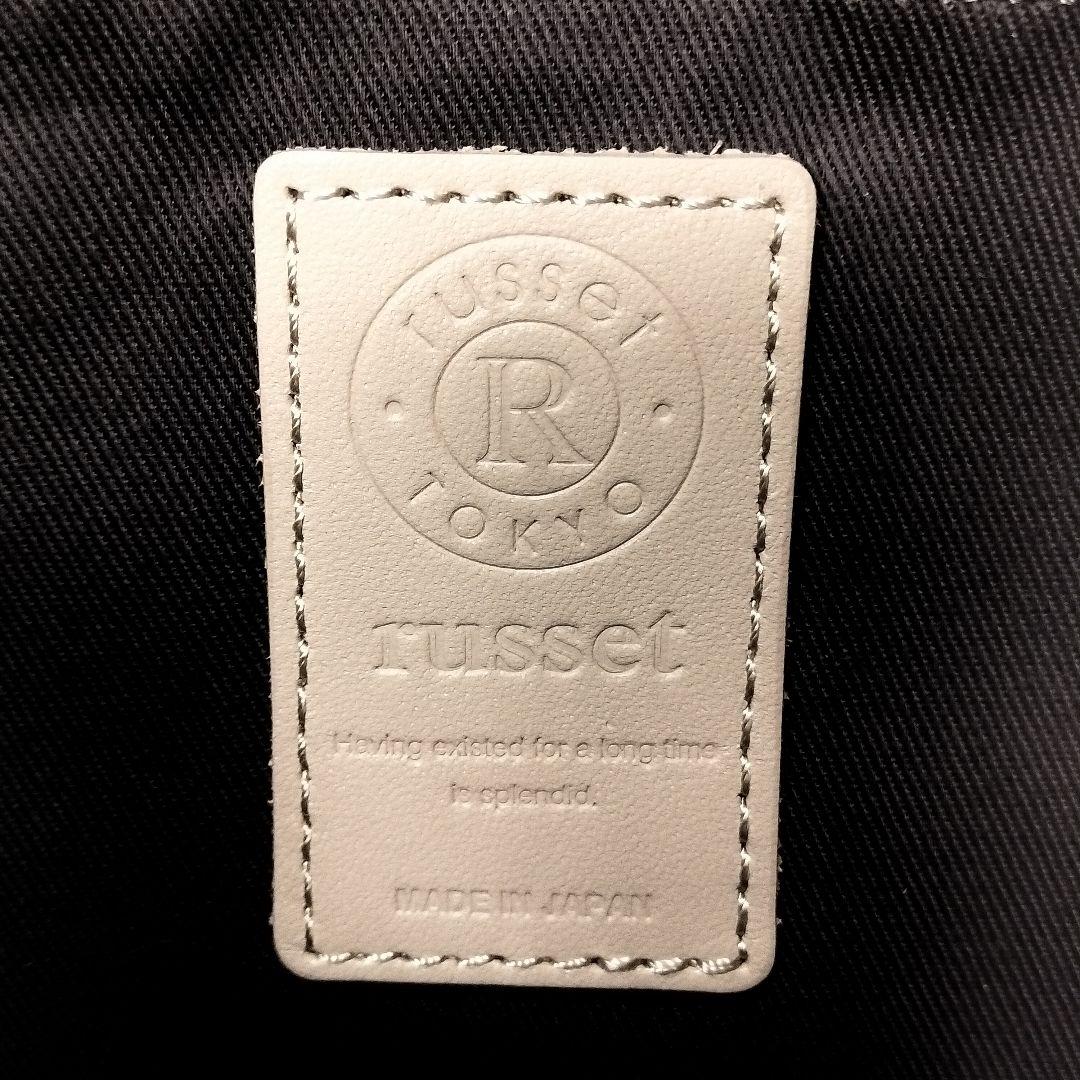 russet
R
TOKYO
russet
Having existed for a long time
is splendid.
MADE IN JAPAN